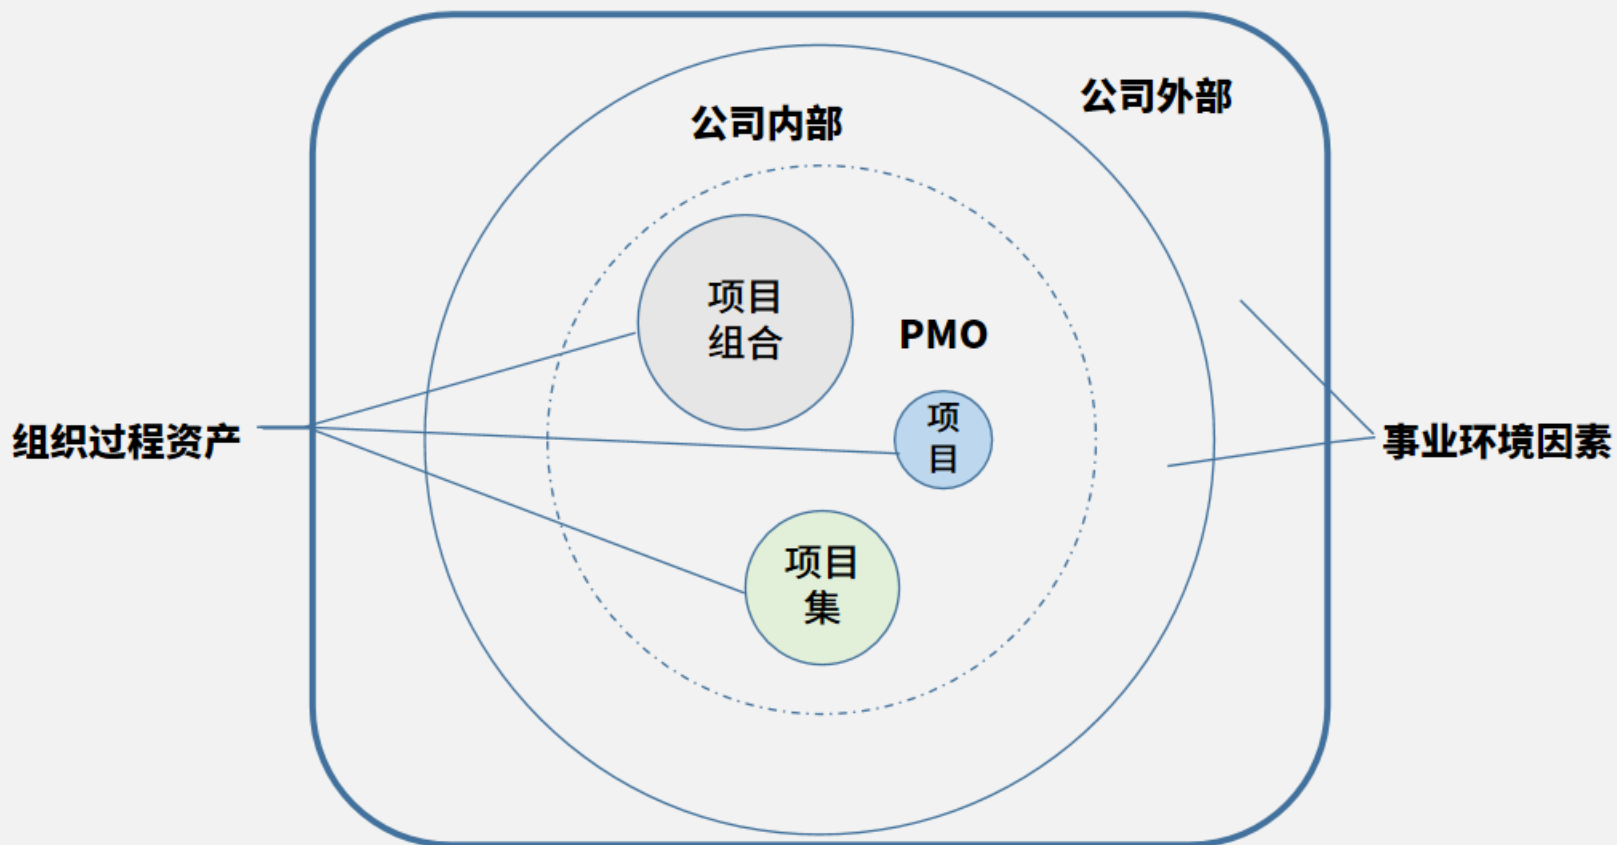 公司外部
公司内部
项目
组合
PMO
项
目
组织过程资产
事业环境因素
项目
集